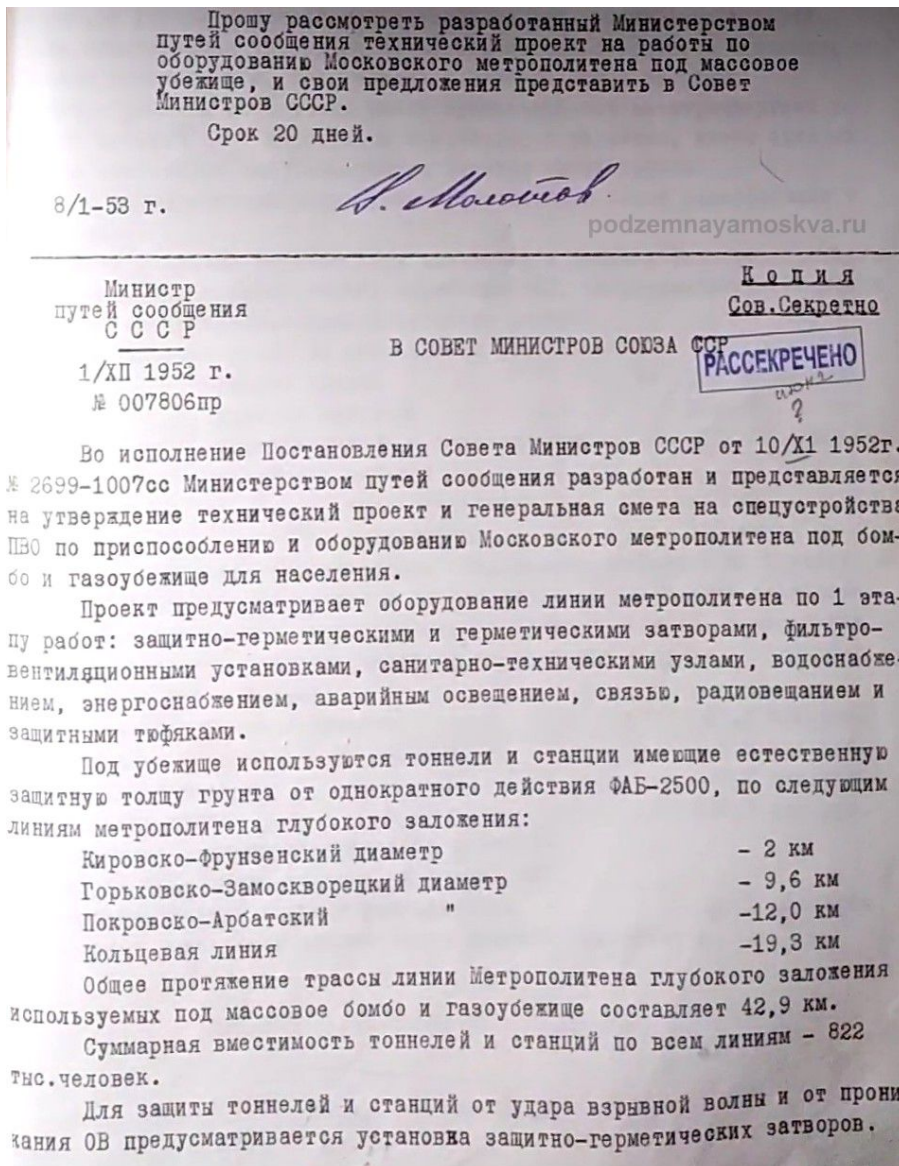 Прошу рассмотреть разработанный Министерством
путей сообщения технический проект на работы по
оборудованию Московского метрополитена под массовое
убежище, и свои предложения представить в Совет
Министров СССР.
Срок 20 дней.
8/1-53 г.
В. Молотов
podzemnayamoskva.ru
Министр
путей сообщения
С С С Р
1/ХП 1952 г.
№ 007806пр
К о п и я
Сов.Секретно
В СОВЕТ МИНИСТРОВ СОЮЗА ССР
РАССЕКРЕЧЕНО
?
Во исполнение Постановления Совета Министров СССР от 10/X1 1952г.
№ 2699-1007сс Министерством путей сообщения разработан и представляется
на утверждение технический проект и генеральная смета на спецустройства
ПВО по приспособлению и оборудованию Московского метрополитена под бом-
бо и газоубежище для населения.
Проект предусматривает оборудование линии метрополитена по 1 эта-
пу работ: защитно-герметическими и герметическими затворами, фильтро-
вентиляционными установками, санитарно-техническими узлами, водоснабже-
нием, энергоснабжением, аварийным освещением, связью, радиовещанием и
защитными тюфяками.
Под убежище используются тоннели и станции имеющие естественную
защитную толщу грунта от однократного действия ФАБ-2500, по следующим
линиям метрополитена глубокого заложения:
Кировско-Фрунзенский диаметр - 2 км
Горьковско-Замоскворецкий диаметр - 9,6 км
Покровско-Арбатский " -12,0 км
Кольцевая линия -19,3 км
Общее протяжение трассы линии Метрополитена глубокого заложения
используемых под массовое бомбо и газоубежище составляет 42,9 км.
Суммарная вместимость тоннелей и станций по всем линиям - 822
тыс.человек.
Для защиты тоннелей и станций от удара взрывной волны и от прони
кания ОВ предусматривается установка защитно-герметических затворов.